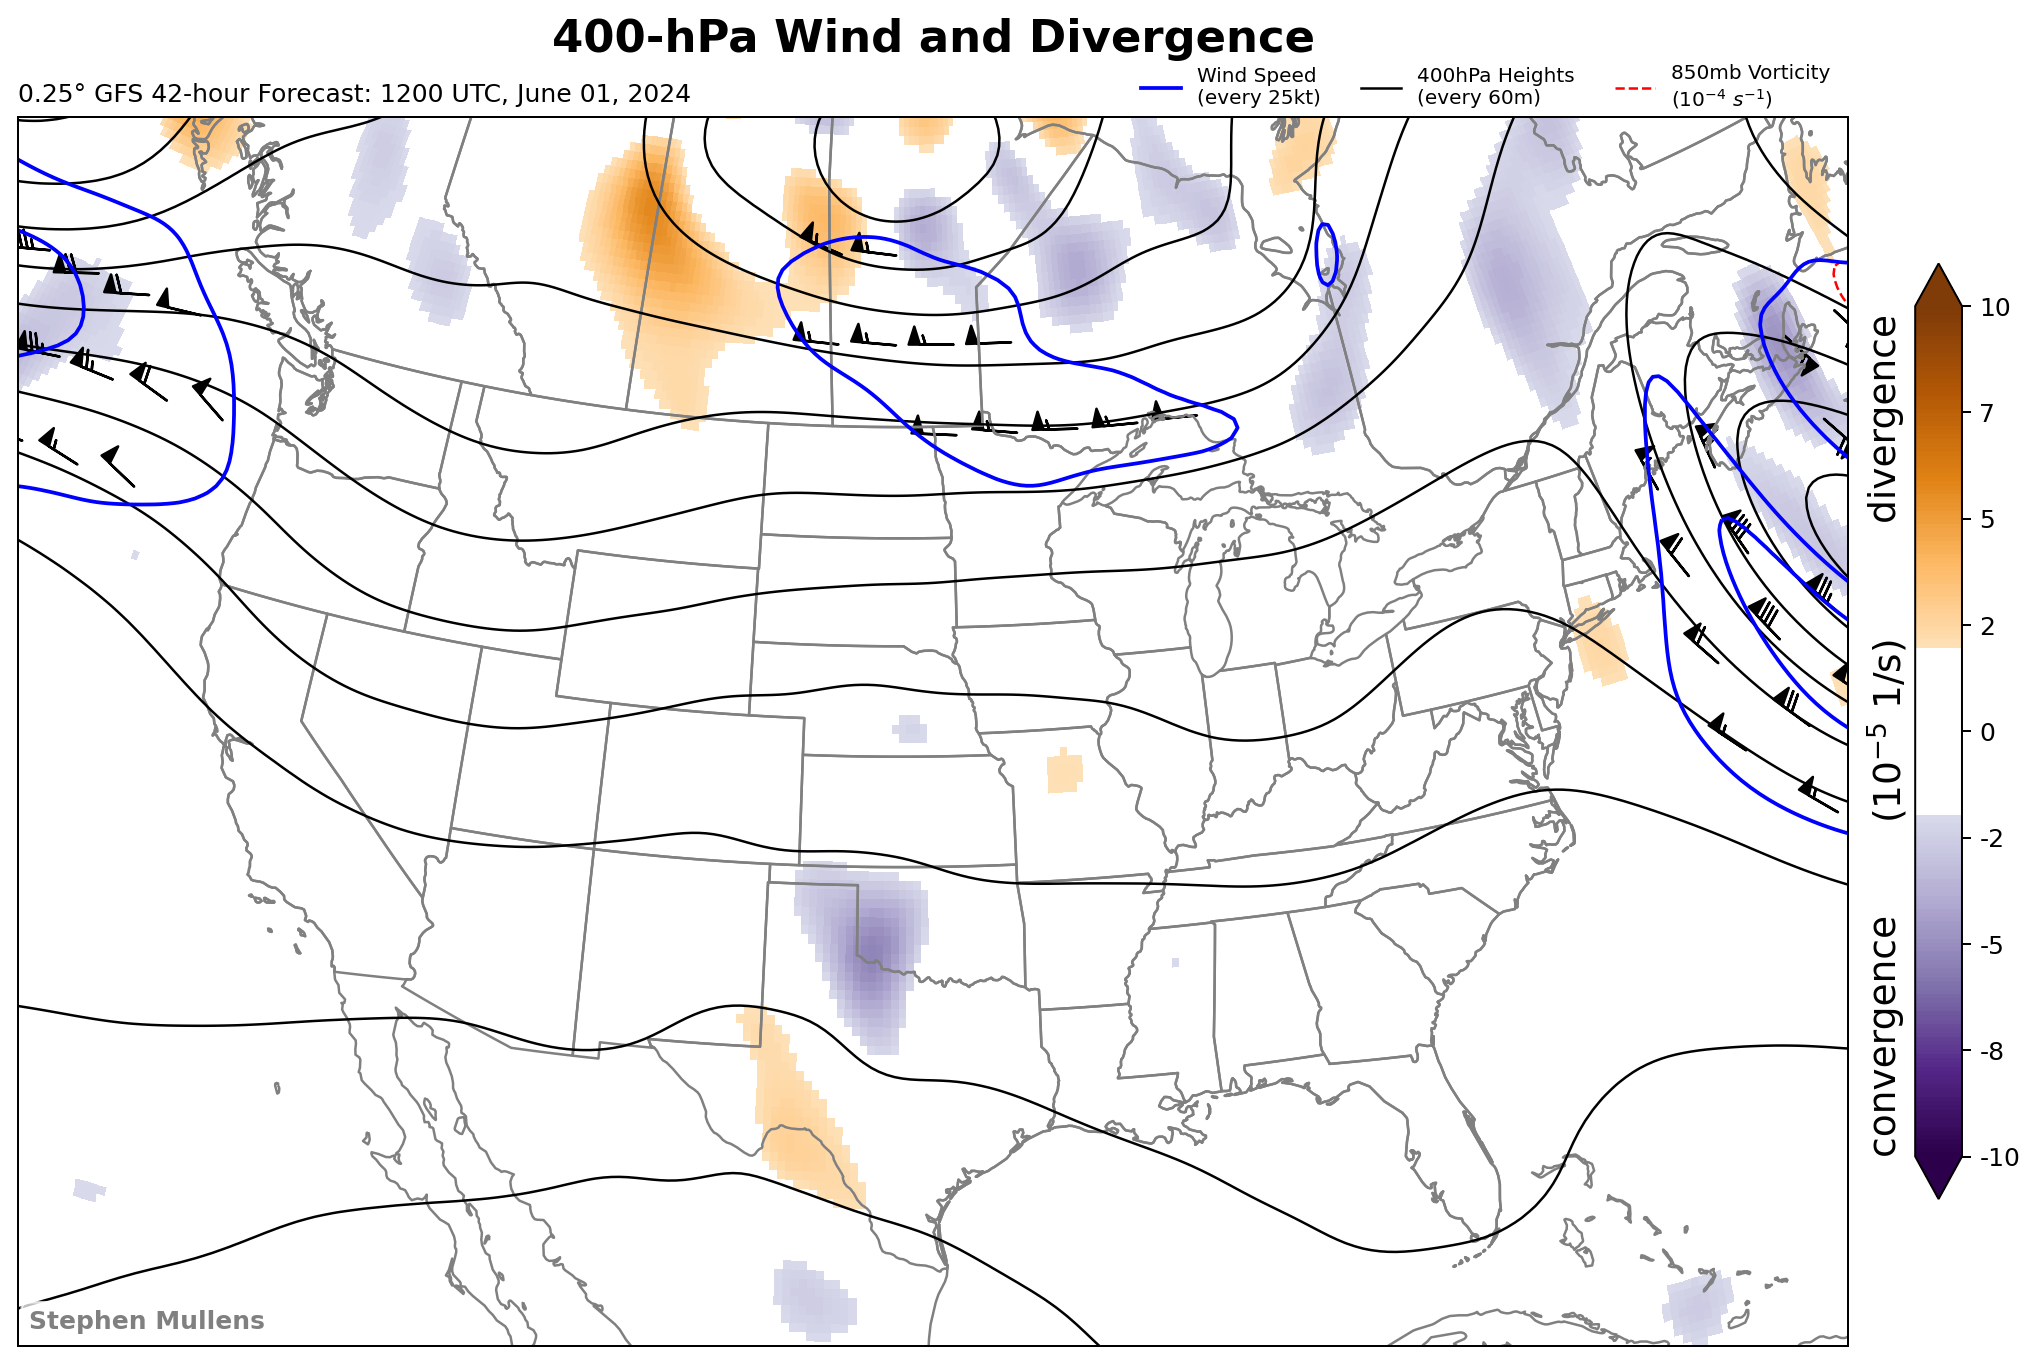 400-hPa Wind and Divergence
0.25° GFS 42-hour Forecast: 1200 UTC, June 01, 2024
Wind Speed
(every 25kt)
400hPa Heights
(every 60m)
850mb Vorticity
(10⁻⁴ s⁻¹)
10
7
5
2
0
-2
-5
-8
-10
convergence (10⁻⁵ 1/s) divergence
Stephen Mullens